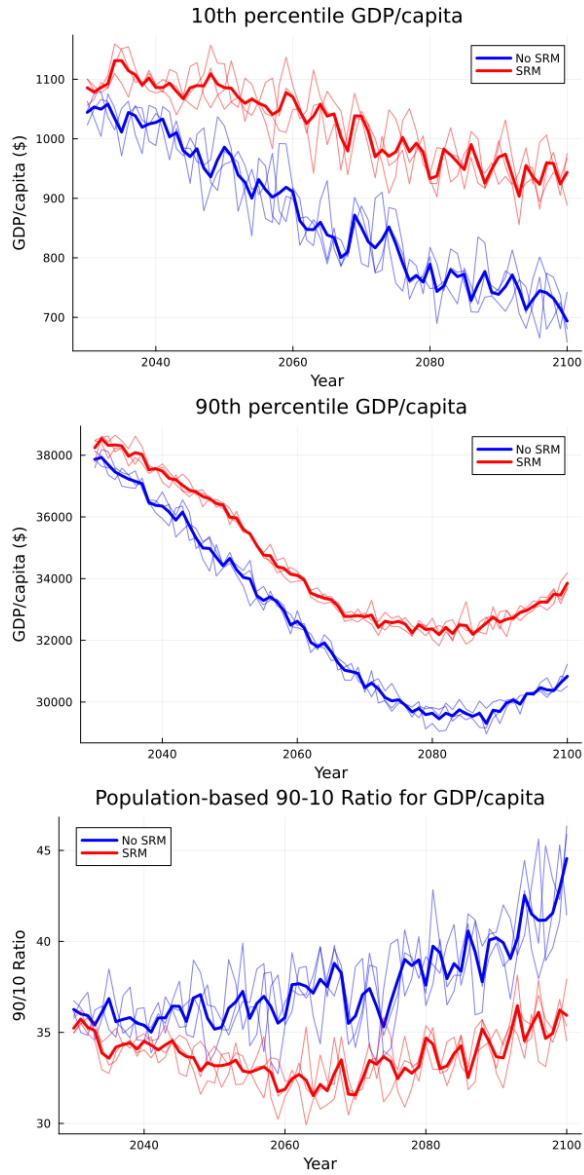 10th percentile GDP/capita
No SRM
SRM
1100
1000
900
800
700
GDP/capita ($)
2040
2060
2080
2100
Year
90th percentile GDP/capita
No SRM
SRM
38000
36000
34000
32000
30000
GDP/capita ($)
2040
2060
2080
2100
Year
Population-based 90-10 Ratio for GDP/capita
No SRM
SRM
45
40
35
30
90/10 Ratio
2040
2060
2080
2100
Year